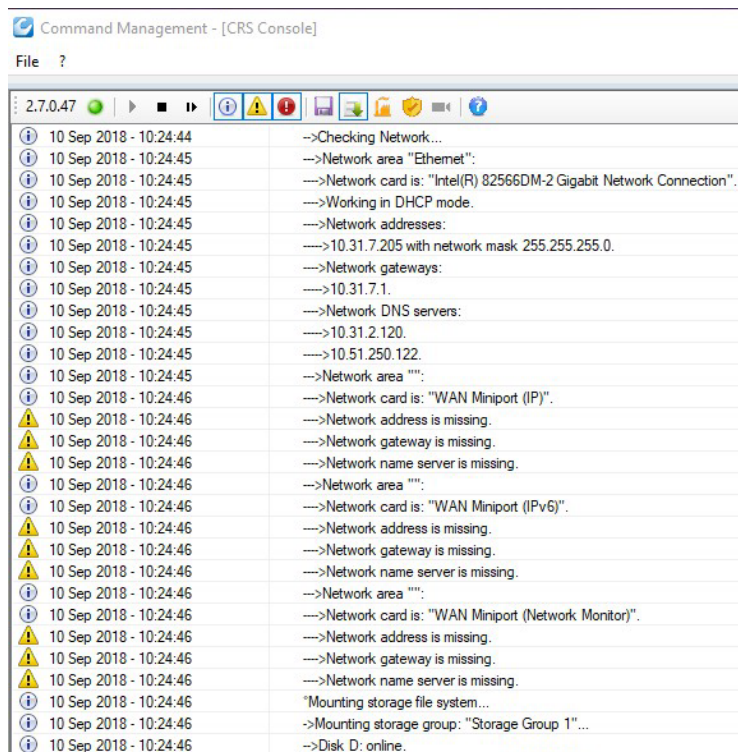 Command Management - [CRS Console]
File ?
2.7.0.47
10 Sep 2018 - 10:24:44 -->Checking Network...
10 Sep 2018 - 10:24:45 --->Network area "Ethernet":
10 Sep 2018 - 10:24:45 ---->Network card is: "Intel(R) 82566DM-2 Gigabit Network Connection".
10 Sep 2018 - 10:24:45 ---->Working in DHCP mode.
10 Sep 2018 - 10:24:45 ---->Network addresses:
10 Sep 2018 - 10:24:45 ----->10.31.7.205 with network mask 255.255.255.0.
10 Sep 2018 - 10:24:45 ---->Network gateways:
10 Sep 2018 - 10:24:45 ----->10.31.7.1.
10 Sep 2018 - 10:24:45 ---->Network DNS servers:
10 Sep 2018 - 10:24:45 ----->10.31.2.120.
10 Sep 2018 - 10:24:45 ----->10.51.250.122.
10 Sep 2018 - 10:24:45 --->Network area "":
10 Sep 2018 - 10:24:46 ---->Network card is: "WAN Miniport (IP)".
10 Sep 2018 - 10:24:46 ---->Network address is missing.
10 Sep 2018 - 10:24:46 ---->Network gateway is missing.
10 Sep 2018 - 10:24:46 ---->Network name server is missing.
10 Sep 2018 - 10:24:46 --->Network area "":
10 Sep 2018 - 10:24:46 ---->Network card is: "WAN Miniport (IPv6)".
10 Sep 2018 - 10:24:46 ---->Network address is missing.
10 Sep 2018 - 10:24:46 ---->Network gateway is missing.
10 Sep 2018 - 10:24:46 ---->Network name server is missing.
10 Sep 2018 - 10:24:46 --->Network area "":
10 Sep 2018 - 10:24:46 ---->Network card is: "WAN Miniport (Network Monitor)".
10 Sep 2018 - 10:24:46 ---->Network address is missing.
10 Sep 2018 - 10:24:46 ---->Network gateway is missing.
10 Sep 2018 - 10:24:46 ---->Network name server is missing.
10 Sep 2018 - 10:24:46 °Mounting storage file system...
10 Sep 2018 - 10:24:46 ->Mounting storage group: "Storage Group 1"...
10 Sep 2018 - 10:24:46 -->Disk D: online.